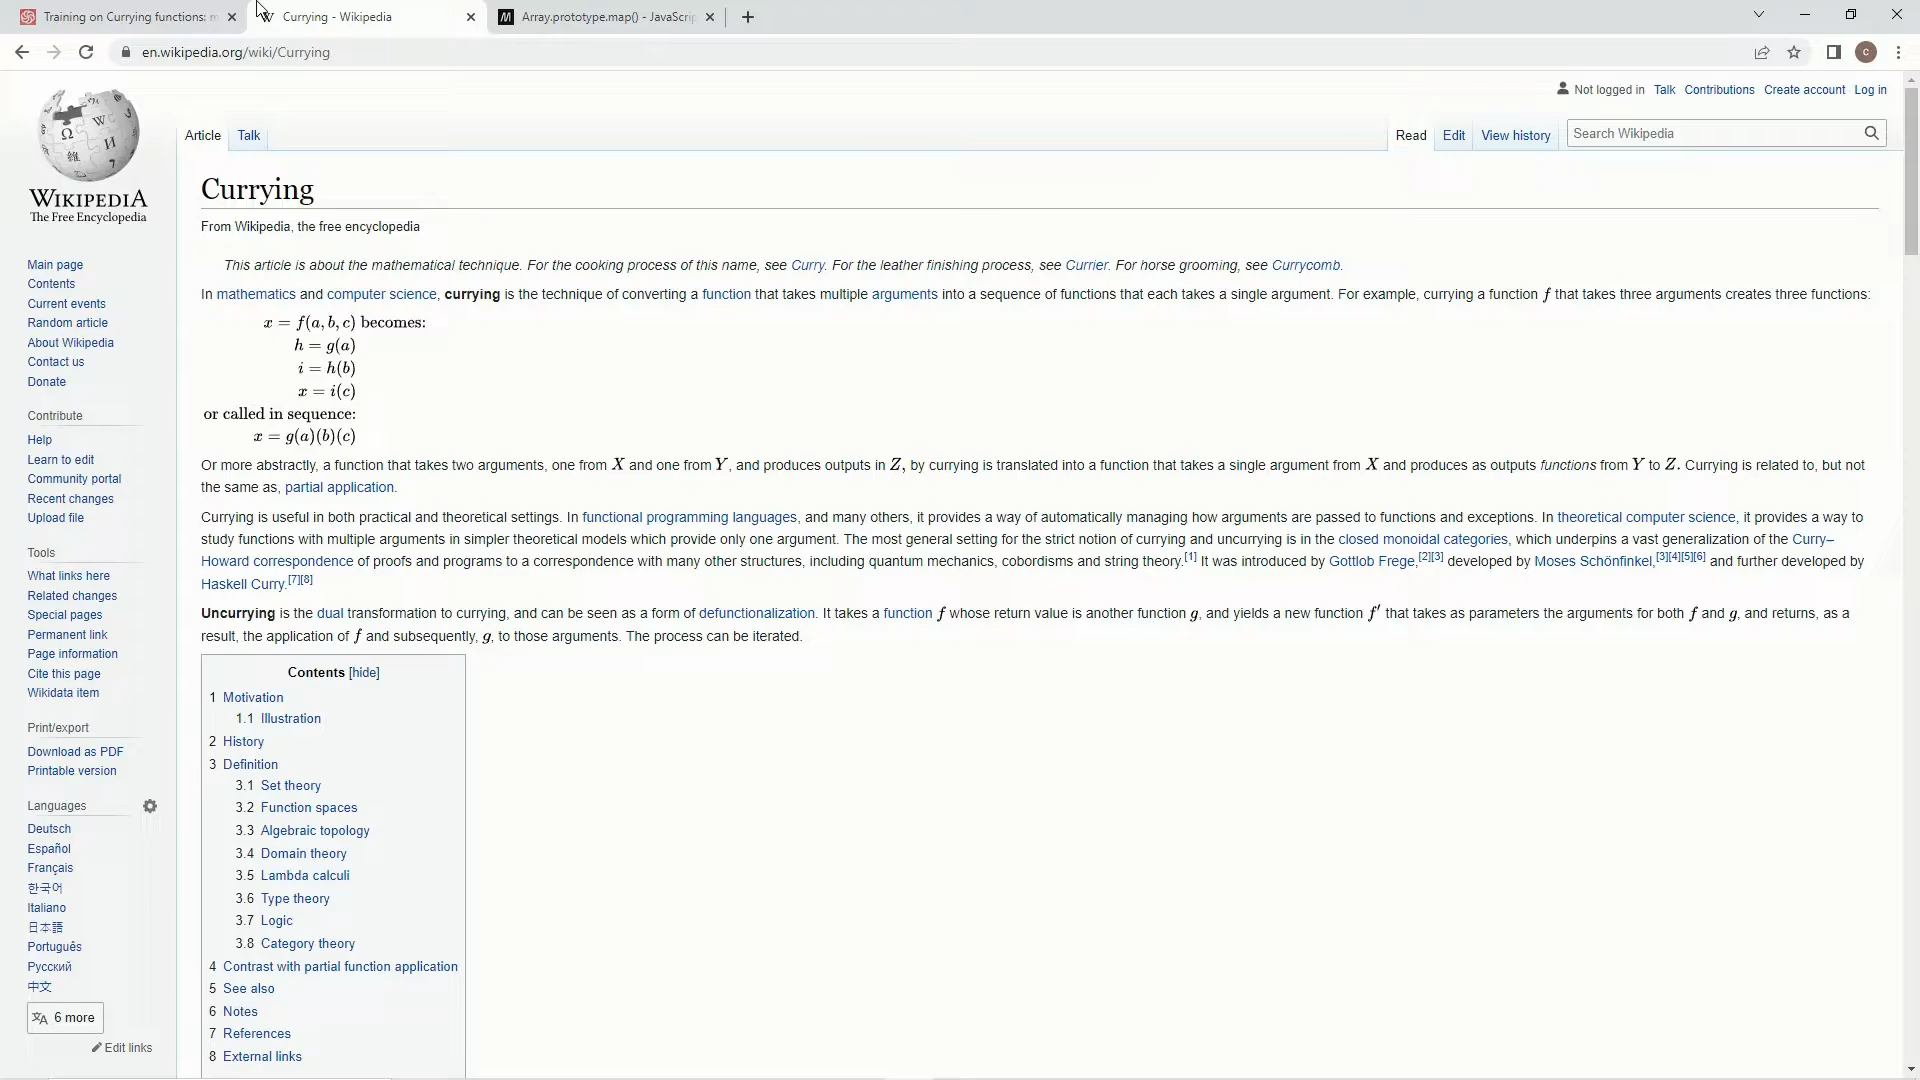 Training on Currying functions: m
Currying - Wikipedia
Array.prototype.map() - JavaScrip
en.wikipedia.org/wiki/Currying
c
Not logged in Talk Contributions Create account Log in
Article Talk
Read Edit View history
Search Wikipedia
WIKIPEDIA
The Free Encyclopedia
Main page
Contents
Current events
Random article
About Wikipedia
Contact us
Donate
Contribute
Help
Learn to edit
Community portal
Recent changes
Upload file
Tools
What links here
Related changes
Special pages
Permanent link
Page information
Cite this page
Wikidata item
Print/export
Download as PDF
Printable version
Languages
Deutsch
Español
Français
한국어
Italiano
日本語
Português
Русский
中文
6 more
Edit links
Currying
From Wikipedia, the free encyclopedia
This article is about the mathematical technique. For the cooking process of this name, see Curry. For the leather finishing process, see Currier. For horse grooming, see Currycomb.
In mathematics and computer science, currying is the technique of converting a function that takes multiple arguments into a sequence of functions that each takes a single argument. For example, currying a function f that takes three arguments creates three functions:
x = f(a, b, c) becomes:
h = g(a)
i = h(b)
x = i(c)
or called in sequence:
x = g(a)(b)(c)
Or more abstractly, a function that takes two arguments, one from X and one from Y, and produces outputs in Z, by currying is translated into a function that takes a single argument from X and produces as outputs functions from Y to Z. Currying is related to, but not
the same as, partial application.
Currying is useful in both practical and theoretical settings. In functional programming languages, and many others, it provides a way of automatically managing how arguments are passed to functions and exceptions. In theoretical computer science, it provides a way to
study functions with multiple arguments in simpler theoretical models which provide only one argument. The most general setting for the strict notion of currying and uncurrying is in the closed monoidal categories, which underpins a vast generalization of the Curry–
Howard correspondence of proofs and programs to a correspondence with many other structures, including quantum mechanics, cobordisms and string theory.[1] It was introduced by Gottlob Frege,[2][3] developed by Moses Schönfinkel,[3][4][5][6] and further developed by
Haskell Curry.[7][8]
Uncurrying is the dual transformation to currying, and can be seen as a form of defunctionalization. It takes a function f whose return value is another function g, and yields a new function f′ that takes as parameters the arguments for both f and g, and returns, as a
result, the application of f and subsequently, g, to those arguments. The process can be iterated.
Contents [hide]
1 Motivation
1.1 Illustration
2 History
3 Definition
3.1 Set theory
3.2 Function spaces
3.3 Algebraic topology
3.4 Domain theory
3.5 Lambda calculi
3.6 Type theory
3.7 Logic
3.8 Category theory
4 Contrast with partial function application
5 See also
6 Notes
7 References
8 External links